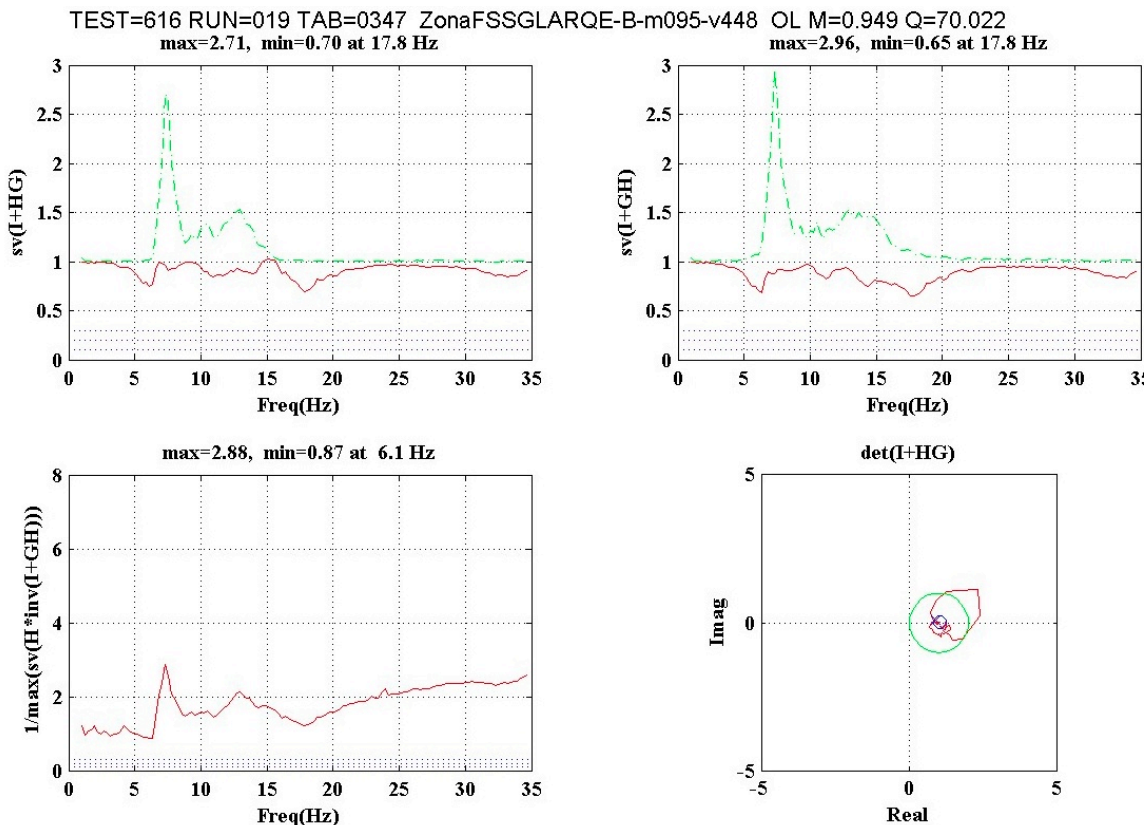 TEST=616 RUN=019 TAB=0347 ZonaFSSGLARQE-B-m095-v448 OL M=0.949 Q=70.022
max=2.71, min=0.70 at 17.8 Hz
3
2.5
2
1.5
1
0.5
0
sv(I+HG)
0 5 10 15 20 25 30 35
Freq(Hz)
max=2.96, min=0.65 at 17.8 Hz
3
2.5
2
1.5
1
0.5
0
sv(I+GH)
0 5 10 15 20 25 30 35
Freq(Hz)
max=2.88, min=0.87 at 6.1 Hz
8
6
4
2
0
1/max(sv(H*inv(I+GH)))
0 5 10 15 20 25 30 35
Freq(Hz)
det(I+HG)
5
0
-5
Imag
-5 0 5
Real